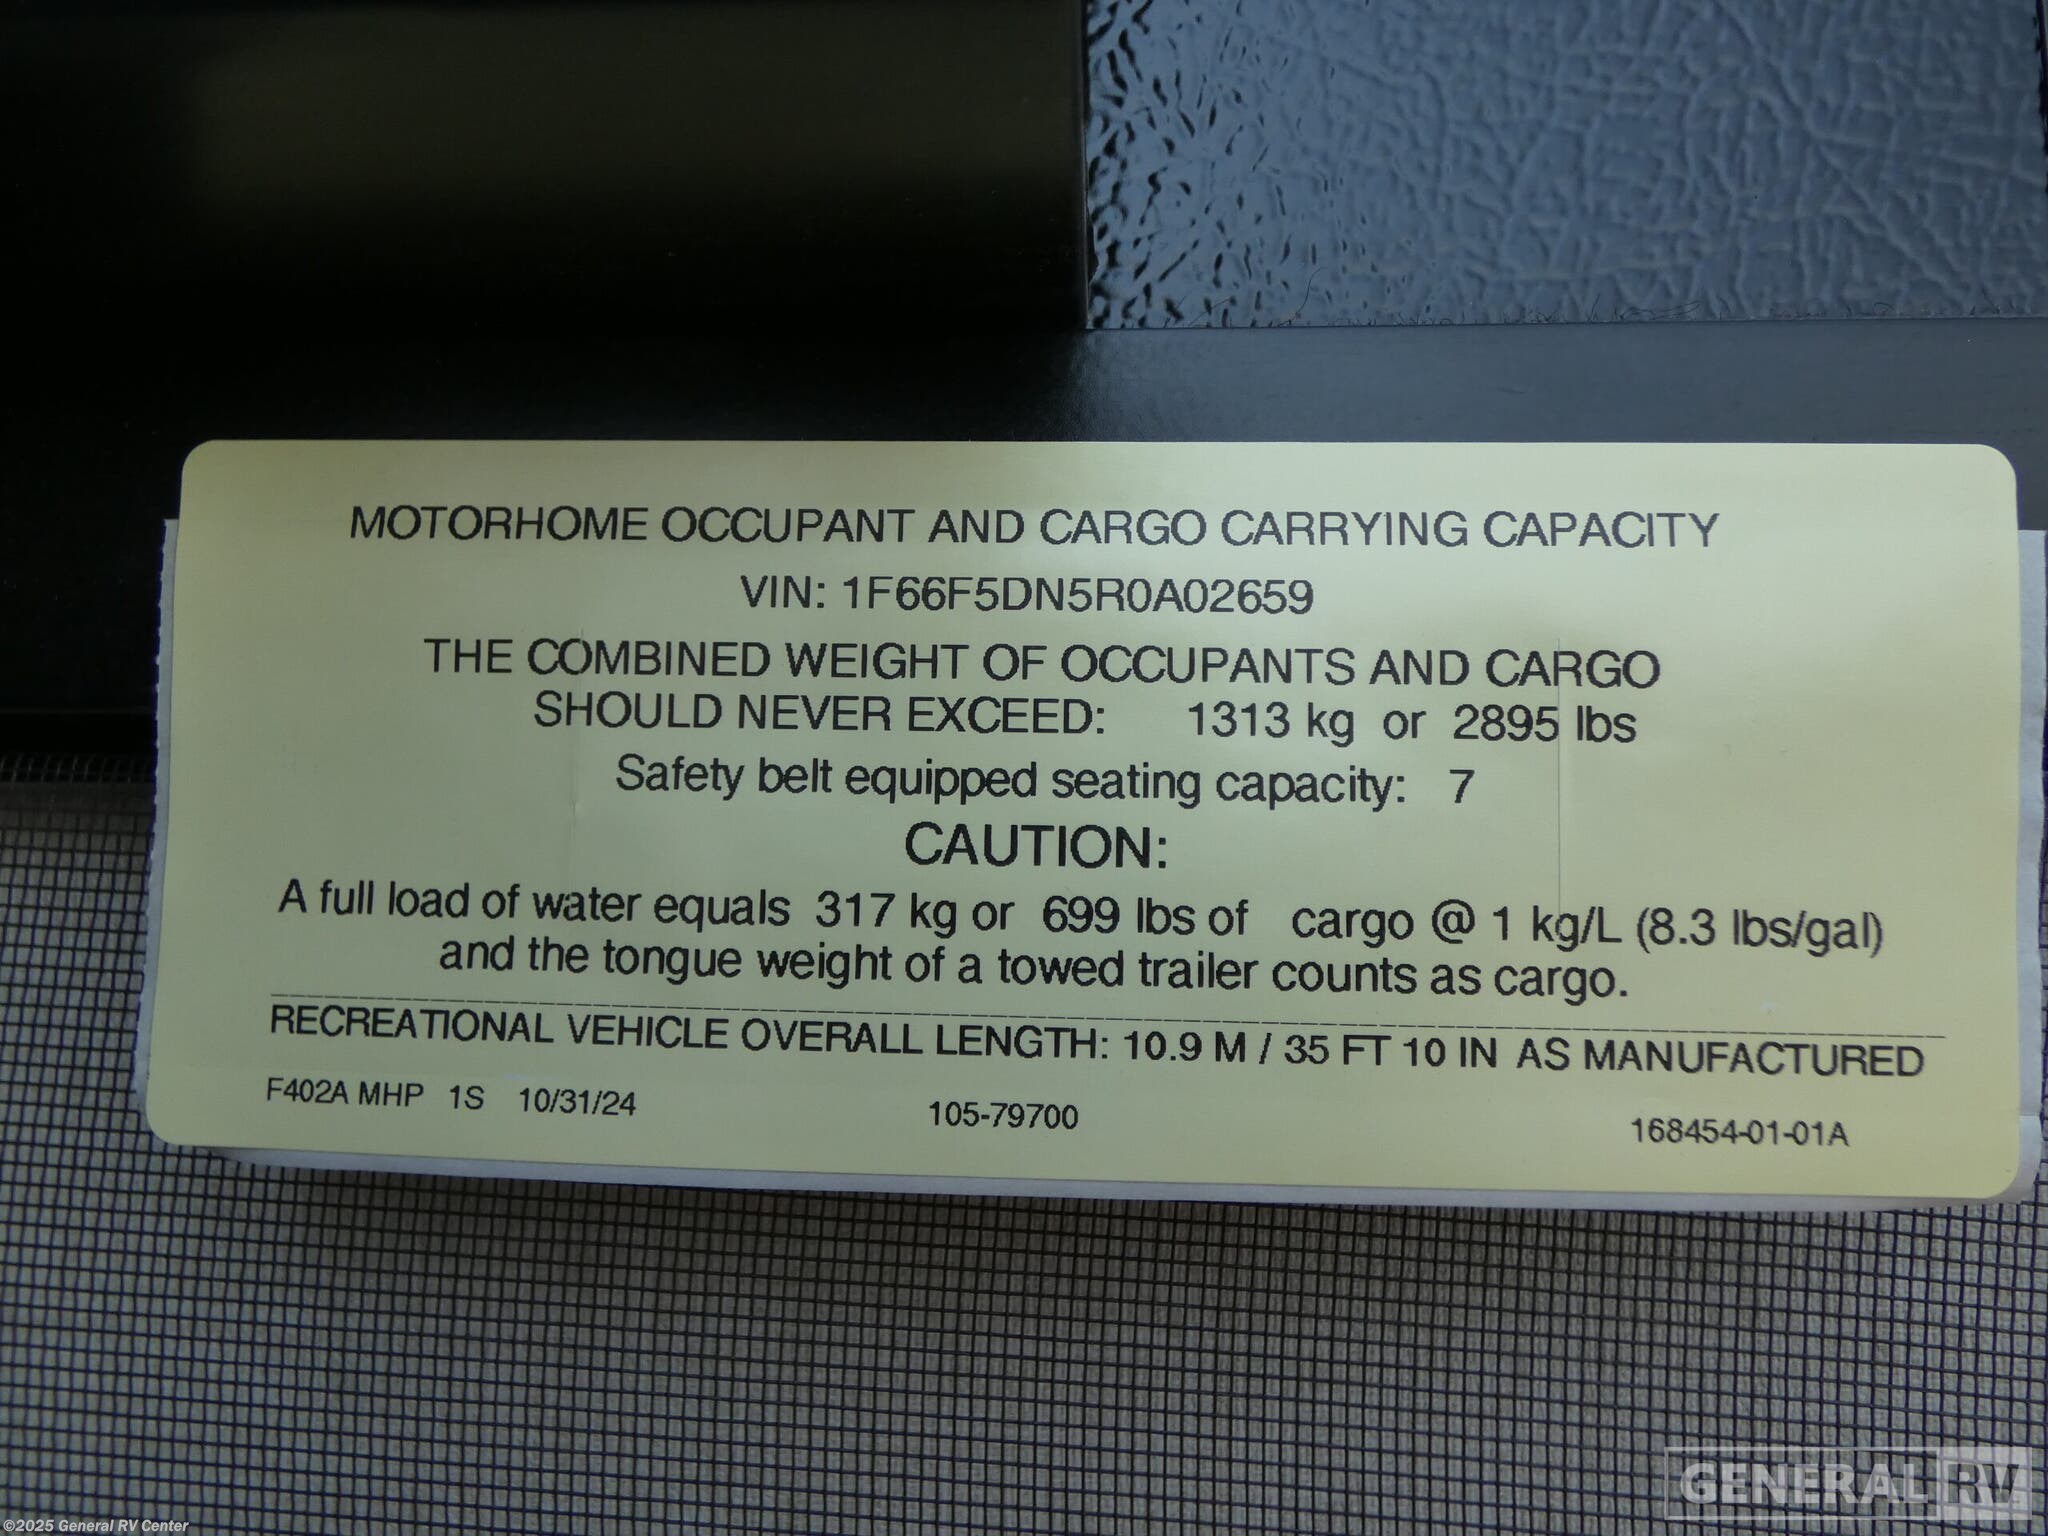 MOTORHOME OCCUPANT AND CARGO CARRYING CAPACITY
VIN: 1F66F5DN5R0A02659
THE COMBINED WEIGHT OF OCCUPANTS AND CARGO
SHOULD NEVER EXCEED: 1313 kg or 2895 lbs
Safety belt equipped seating capacity: 7
CAUTION:
A full load of water equals 317 kg or 699 lbs of cargo @ 1 kg/L (8.3 lbs/gal)
and the tongue weight of a towed trailer counts as cargo.
RECREATIONAL VEHICLE OVERALL LENGTH: 10.9 M / 35 FT 10 IN AS MANUFACTURED
F402A MHP 1S 10/31/24 105-79700 168454-01-01A
GENERAL RV
©2025 General RV Center